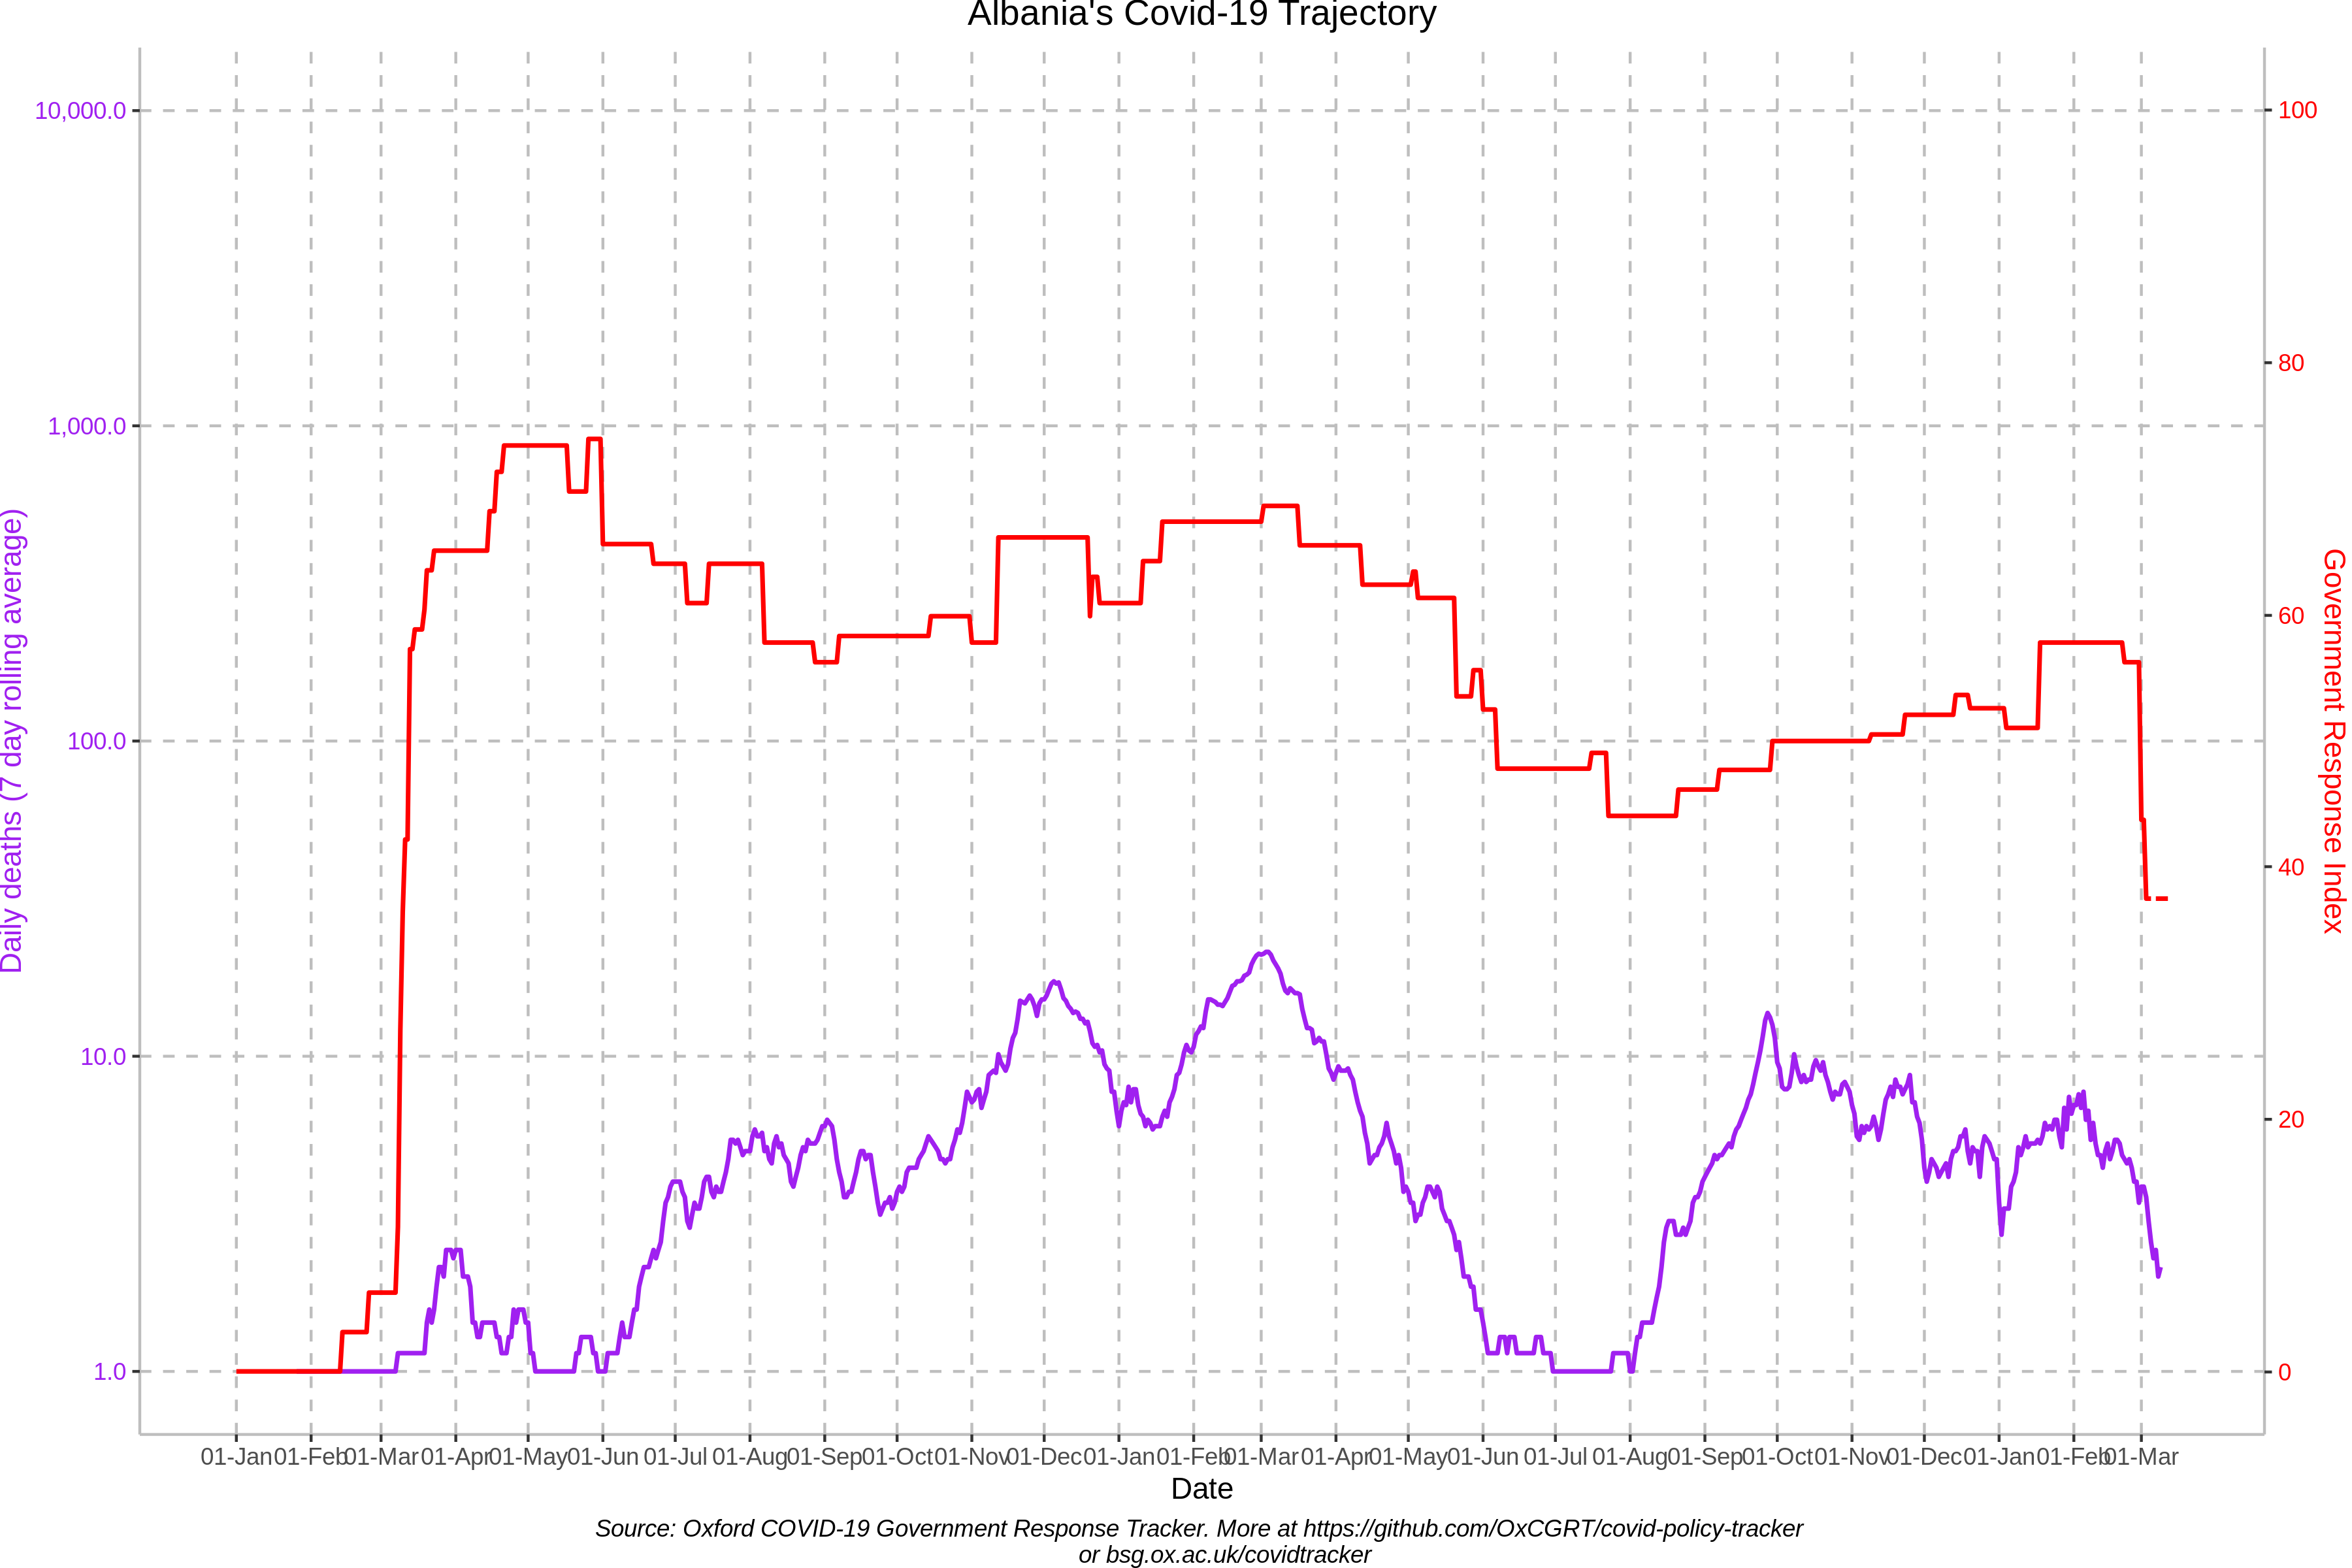 Albania's Covid-19 Trajectory
10,000.0
1,000.0
100.0
10.0
1.0
Daily deaths (7 day rolling average)
100
80
60
40
20
0
Government Response Index
01-Jan 01-Feb 01-Mar 01-Apr 01-May 01-Jun 01-Jul 01-Aug 01-Sep 01-Oct 01-Nov 01-Dec 01-Jan 01-Feb 01-Mar 01-Apr 01-May 01-Jun 01-Jul 01-Aug 01-Sep 01-Oct 01-Nov 01-Dec 01-Jan 01-Feb 01-Mar
Date
Source: Oxford COVID-19 Government Response Tracker. More at https://github.com/OxCGRT/covid-policy-tracker
or bsg.ox.ac.uk/covidtracker